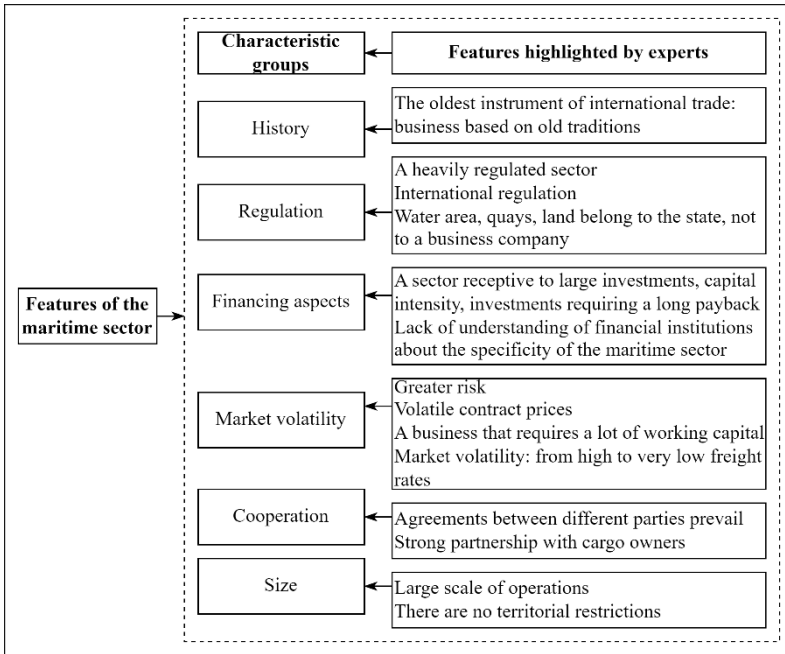 Characteristic
groups
Features highlighted by experts
History
The oldest instrument of international trade:
business based on old traditions
Regulation
A heavily regulated sector
International regulation
Water area, quays, land belong to the state, not
to a business company
Features of the
maritime sector
Financing aspects
A sector receptive to large investments, capital
intensity, investments requiring a long payback
Lack of understanding of financial institutions
about the specificity of the maritime sector
Market volatility
Greater risk
Volatile contract prices
A business that requires a lot of working capital
Market volatility: from high to very low freight
rates
Cooperation
Agreements between different parties prevail
Strong partnership with cargo owners
Size
Large scale of operations
There are no territorial restrictions